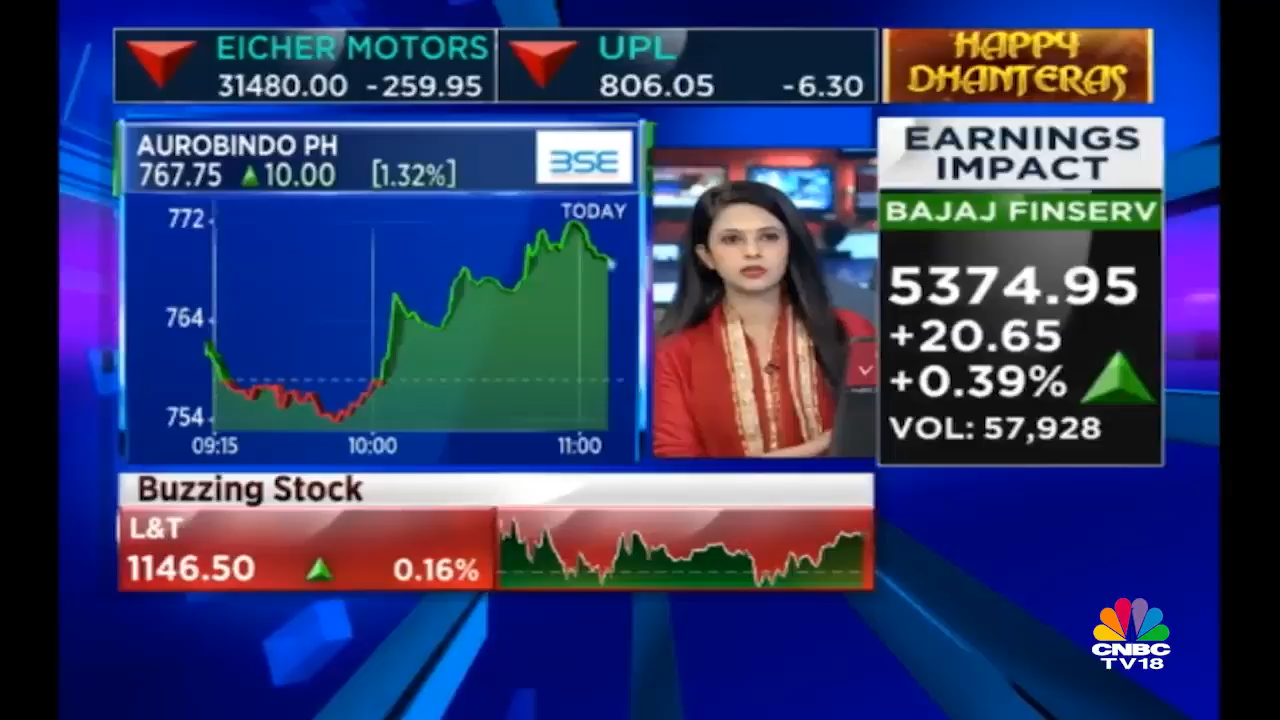 EICHER MOTORS
31480.00 -259.95
UPL
806.05 -6.30
HAPPY
DHANTERAS
AUROBINDO PH
767.75 ▲10.00 [1.32%]
BSE
TODAY
772
764
754
09:15 10:00 11:00
EARNINGS
IMPACT
BAJAJ FINSERV
5374.95
+20.65
+0.39%
VOL: 57,928
Buzzing Stock
L&T
1146.50 ▲ 0.16%
CNBC
TV18